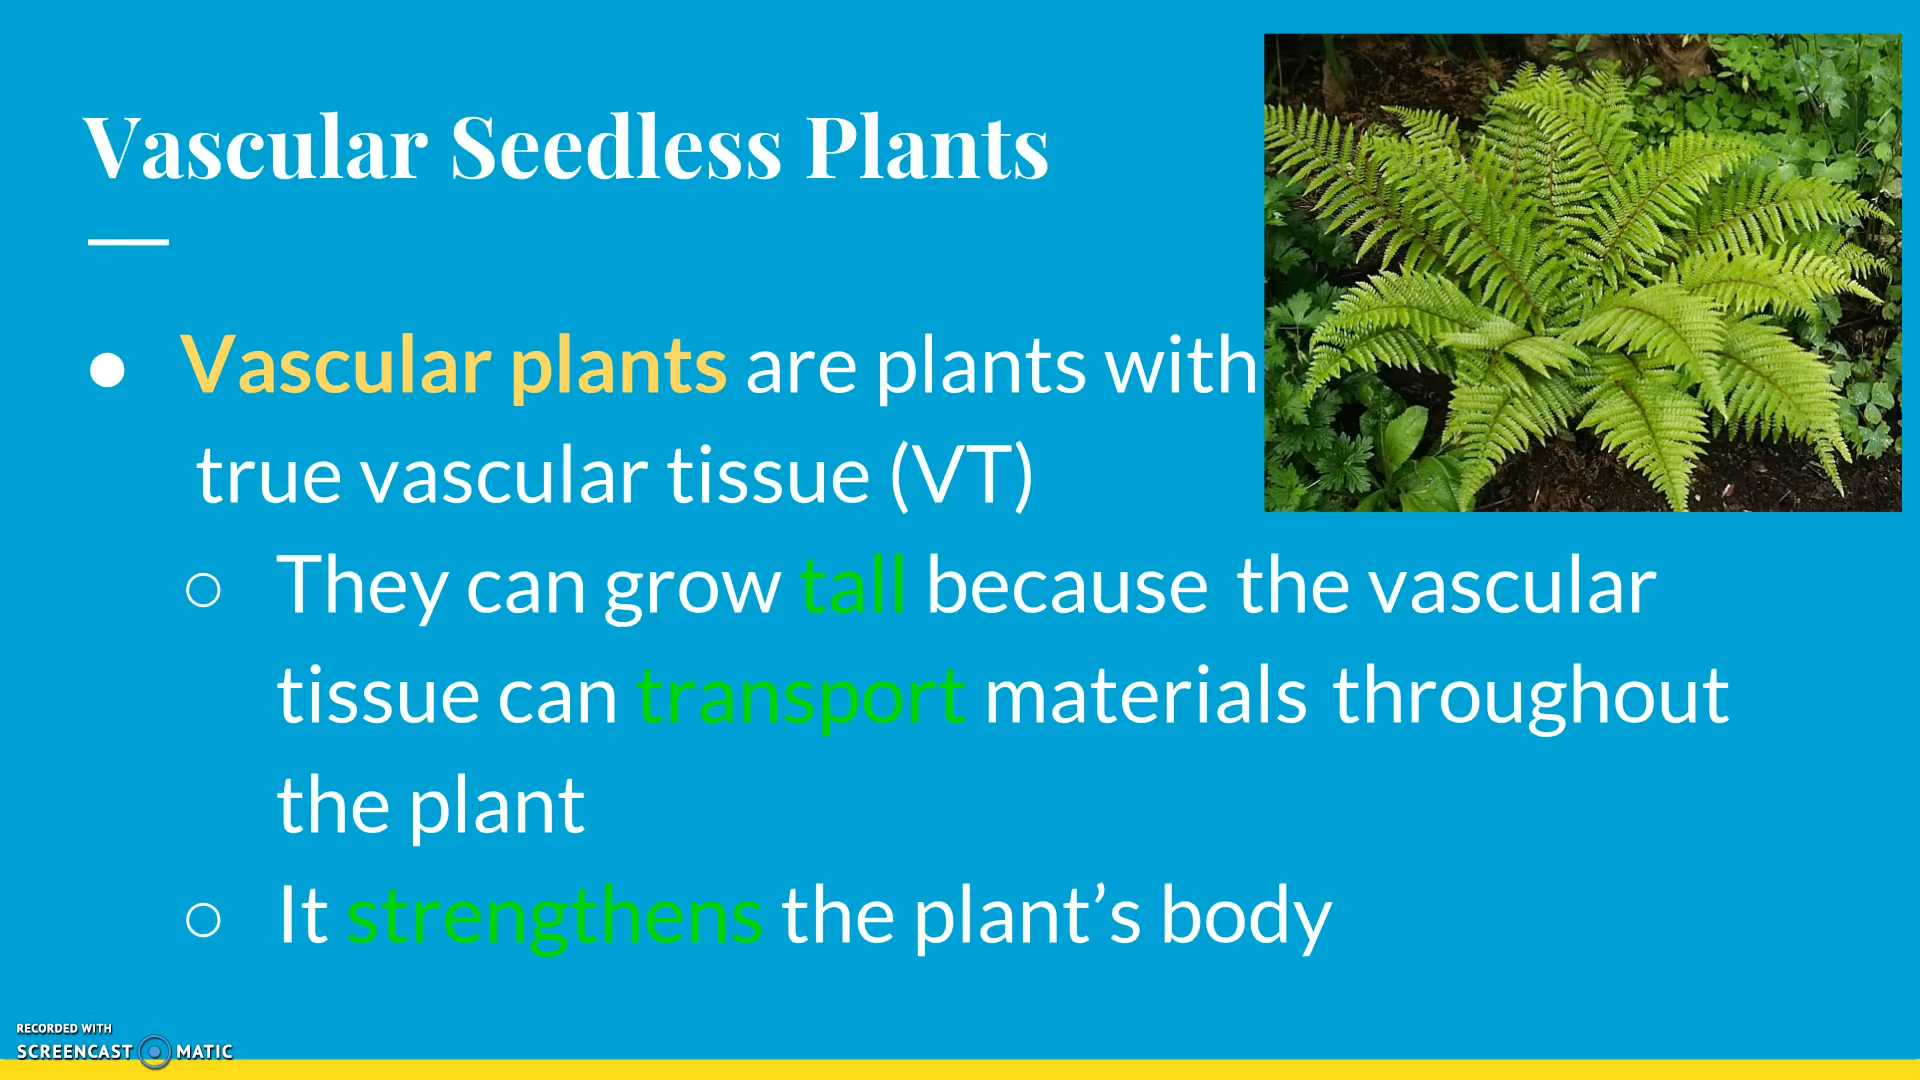 Vascular Seedless Plants
● Vascular plants are plants with
true vascular tissue (VT)
○ They can grow tall because the vascular
tissue can transport materials throughout
the plant
○ It strengthens the plant’s body
RECORDED WITH
SCREENCAST MATIC